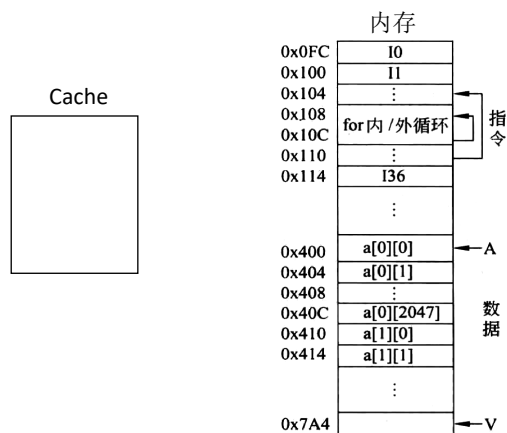 内存
Cache
0x0FC I0
0x100 I1
0x104 ⋮
0x108 for内/外循环
0x10C
0x110 ⋮
0x114 I36
指令
⋮
0x400 a[0][0] A
0x404 a[0][1]
0x408 ⋮
0x40C a[0][2047]
0x410 a[1][0]
0x414 a[1][1]
数据
⋮
0x7A4 V